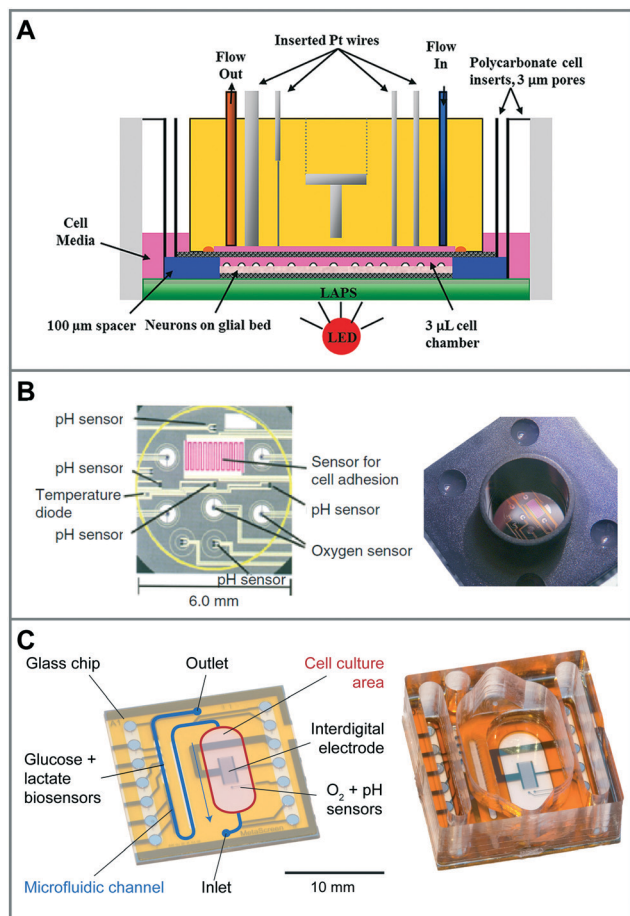 A
Flow
Out
Inserted Pt wires
Flow
In
Polycarbonate cell
inserts, 3 µm pores
Cell
Media
100 µm spacer
Neurons on glial bed
LAPS
LED
3 µL cell
chamber
B
pH sensor
pH sensor
Temperature
diode
pH sensor
Sensor for
cell adhesion
pH sensor
Oxygen sensor
pH sensor
6.0 mm
C
Glass chip
Outlet
Cell culture
area
Interdigital
electrode
Glucose +
lactate
biosensors
O₂ + pH
sensors
Microfluidic channel
Inlet
10 mm